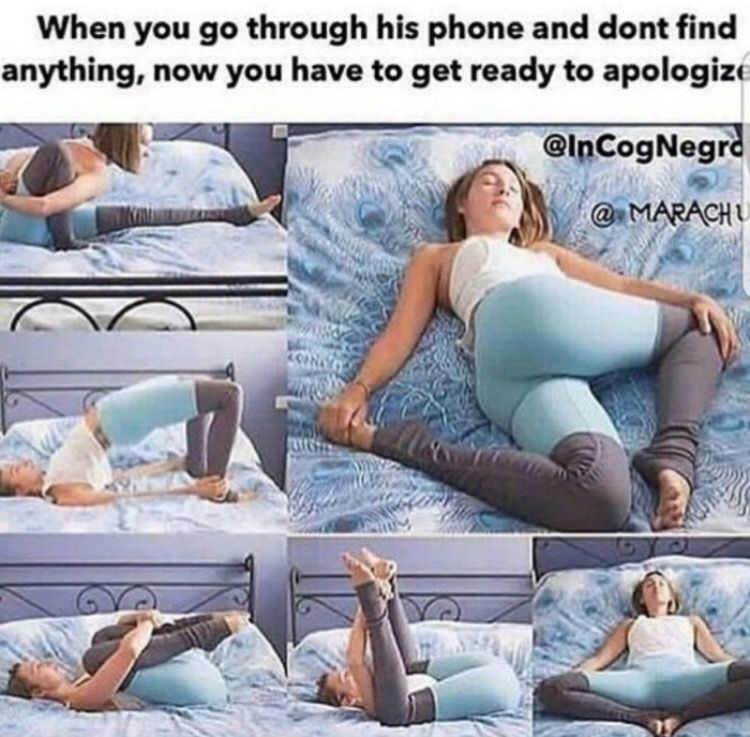 When you go through his phone and dont find
anything, now you have to get ready to apologize
@InCogNegro
@ MARACHU